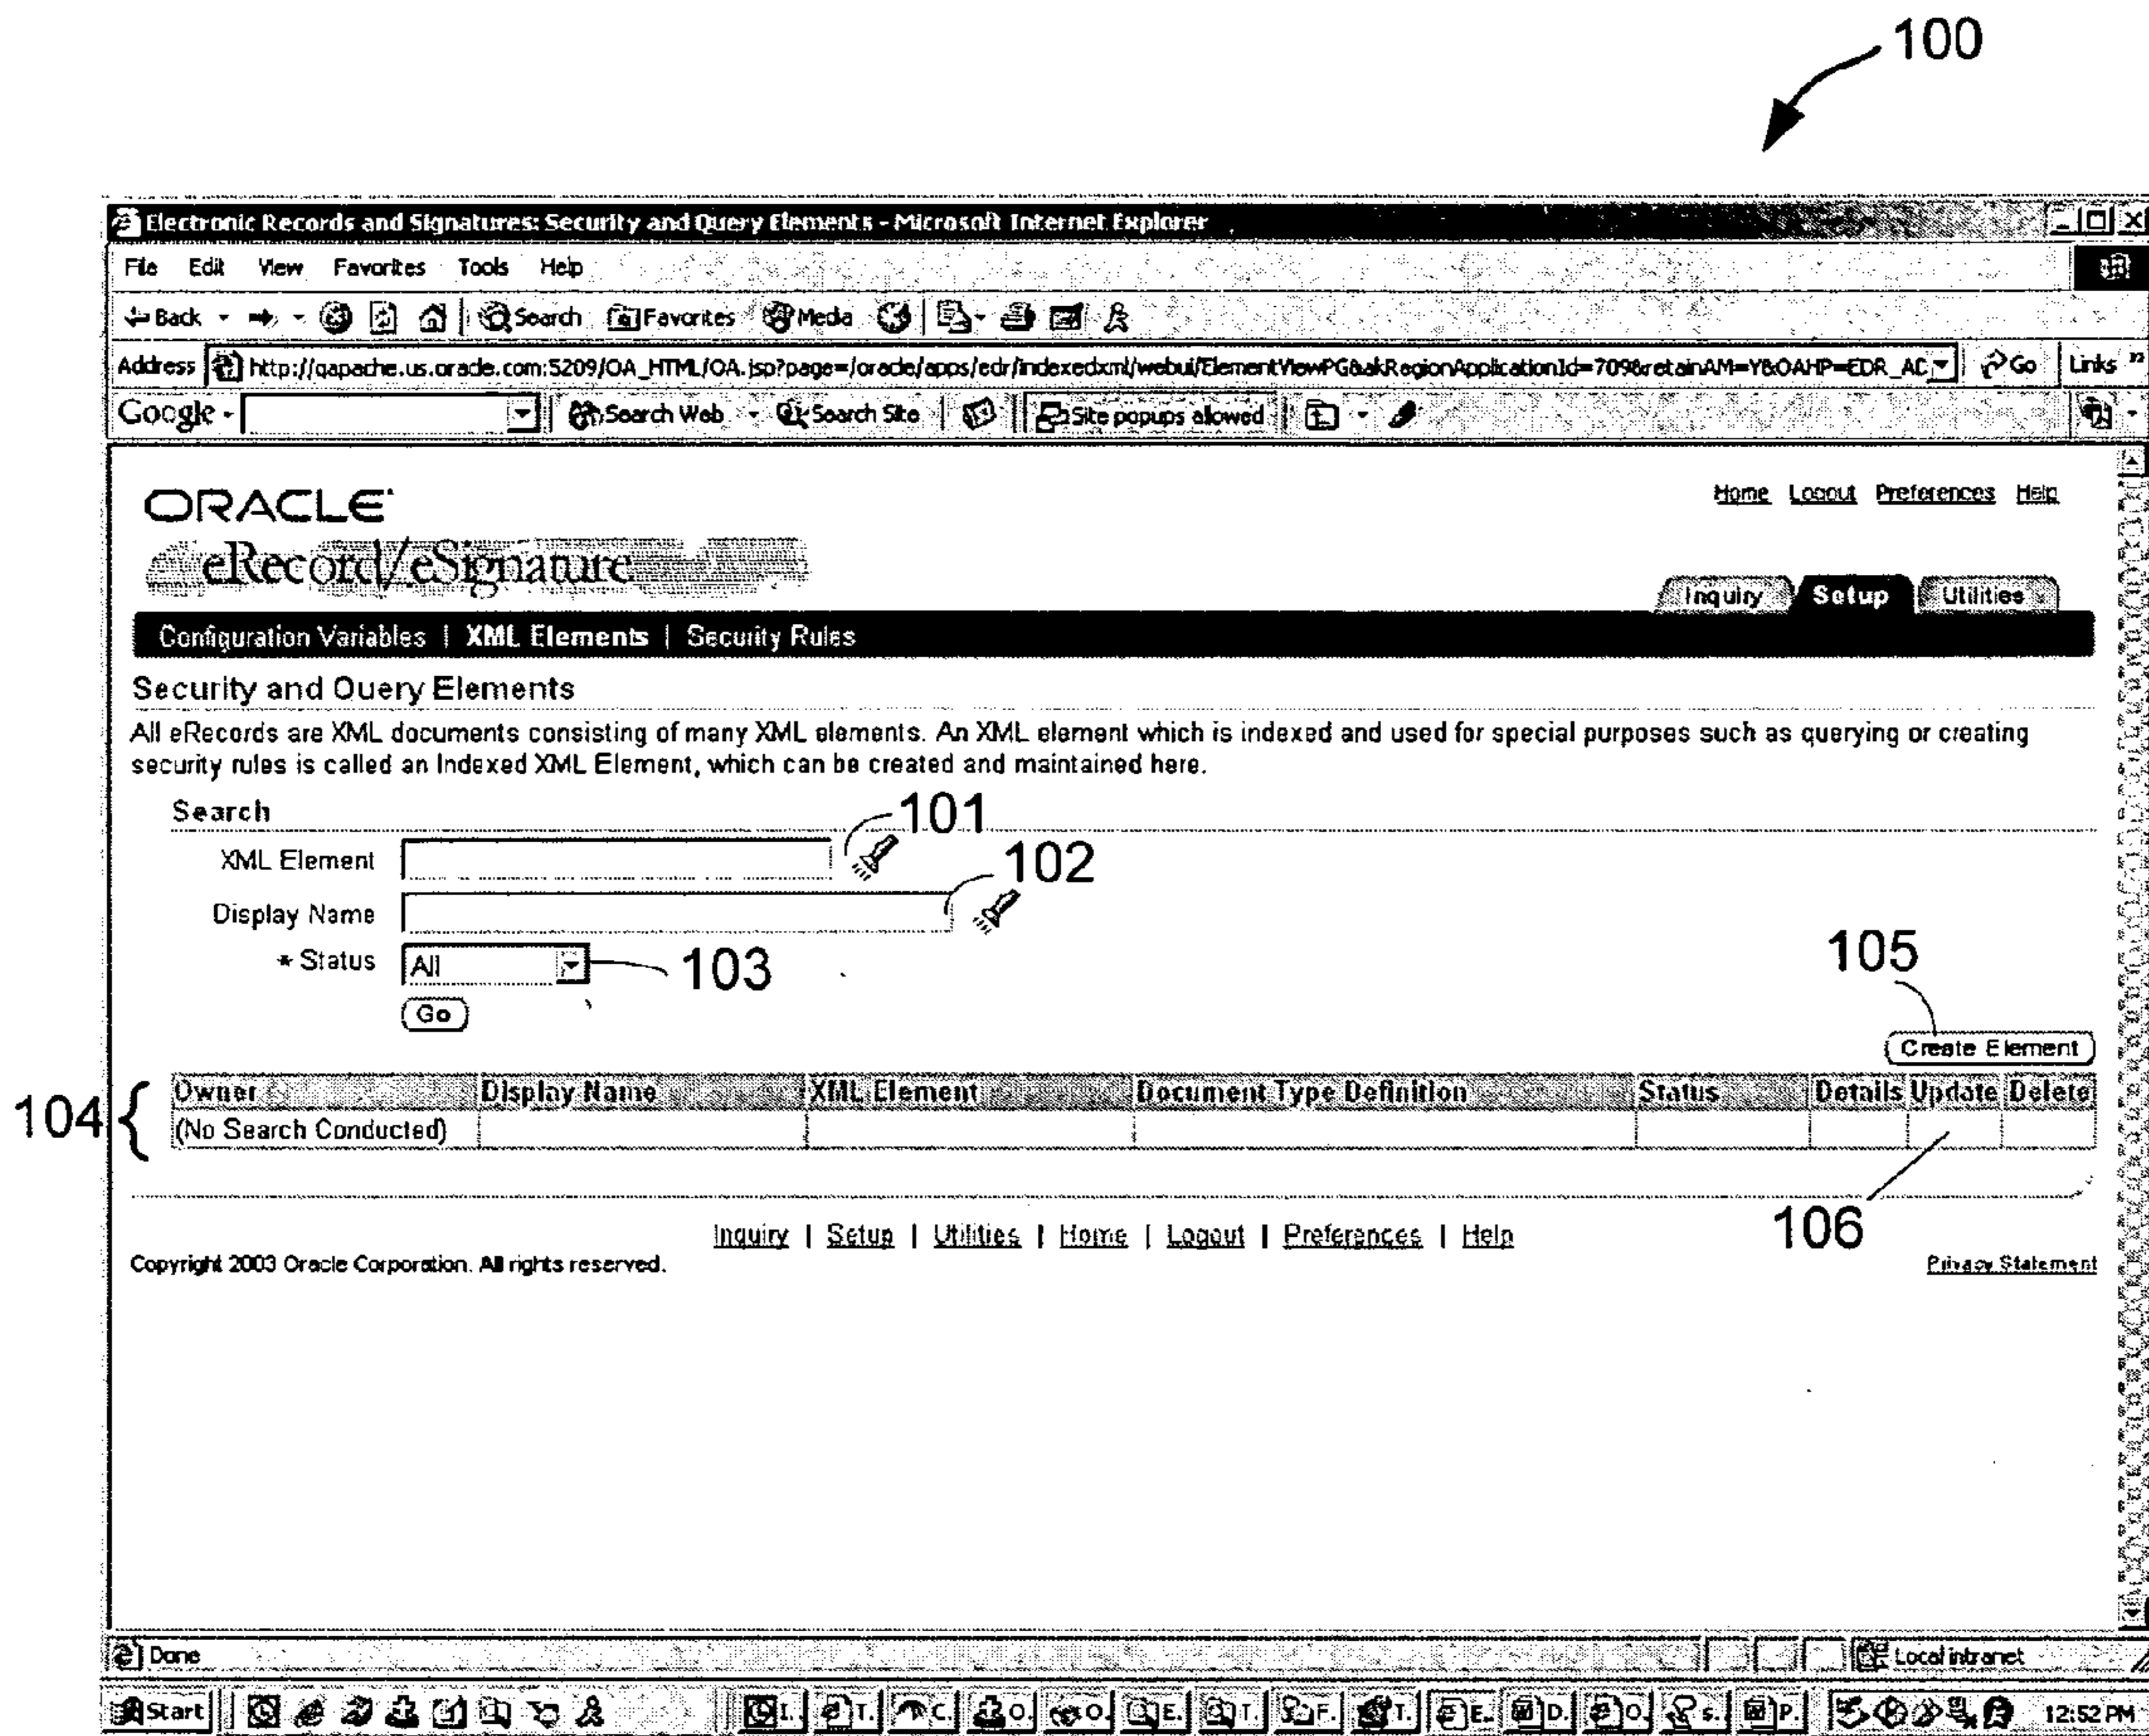 100
Electronic Records and Signatures: Security and Query Elements - Microsoft Internet Explorer
File Edit View Favorites Tools Help
Back Search Favorites Media
Address http://qapache.us.oracle.com:5209/OA_HTML/OA.jsp?page=/oracle/apps/edr/indexedxml/webui/ElementViewPG&akRegionApplicationId=709&retainAM=Y&OAHP=EDR_AD Go Links »
Google - Search Web Search Site Site popups allowed
ORACLE
Home Logout Preferences Help
eRecord/eSignature
Inquiry Setup Utilities
Configuration Variables | XML Elements | Security Rules
Security and Query Elements
All eRecords are XML documents consisting of many XML elements. An XML element which is indexed and used for special purposes such as querying or creating
security rules is called an Indexed XML Element, which can be created and maintained here.
Search
101
XML Element
102
Display Name
* Status All 103
105
Go
Create Element
104
Owner Display Name XML Element Document Type Definition Status Details Update Delete
(No Search Conducted)
106
Inquiry | Setup | Utilities | Home | Logout | Preferences | Help
Copyright 2003 Oracle Corporation. All rights reserved.
Privacy Statement
Done Local intranet
Start I.. T. C. O. O. E. T. F. T. E.. D. O. S. P. 12:52 PM